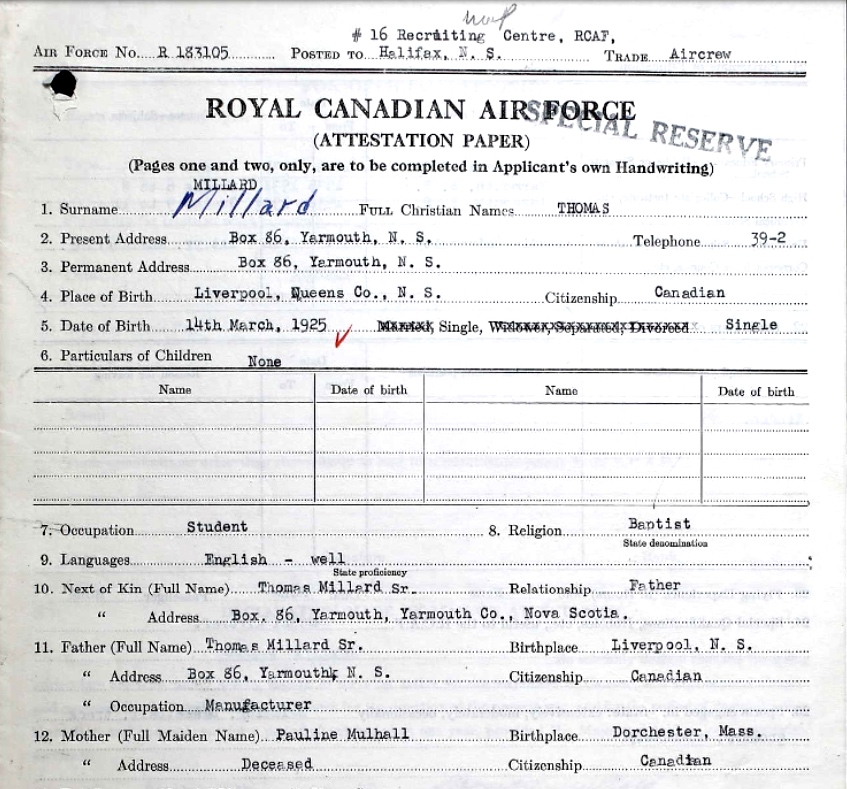 # 16 Recruiting Centre, RCAF,
AIR FORCE NO. R 183105 POSTED TO Halifax, N. S. TRADE Aircrew
ROYAL CANADIAN AIR FORCE
SPECIAL RESERVE
(ATTESTATION PAPER)
(Pages one and two, only, are to be completed in Applicant's own Handwriting)
MILLARD
1. Surname Millard FULL Christian Names THOMAS
2. Present Address Box 86, Yarmouth, N. S. Telephone 39-2
3. Permanent Address Box 86, Yarmouth, N. S.
4. Place of Birth Liverpool, Queens Co., N. S. Citizenship Canadian
5. Date of Birth 14th March, 1925 Married, Single, Widower, Separated, Divorced Single
6. Particulars of Children None
Name Date of birth Name Date of birth
7. Occupation Student 8. Religion Baptist
State denomination
9. Languages English - well
State proficiency
10. Next of Kin (Full Name) Thomas Millard Sr. Relationship Father
" Address Box. 86, Yarmouth, Yarmouth Co., Nova Scotia.
11. Father (Full Name) Thomas Millard Sr. Birthplace Liverpool, N. S.
" Address Box 86, Yarmouth, N. S. Citizenship Canadian
" Occupation Manufacturer
12. Mother (Full Maiden Name) Pauline Mulhall Birthplace Dorchester, Mass.
" Address Deceased Citizenship Canadian